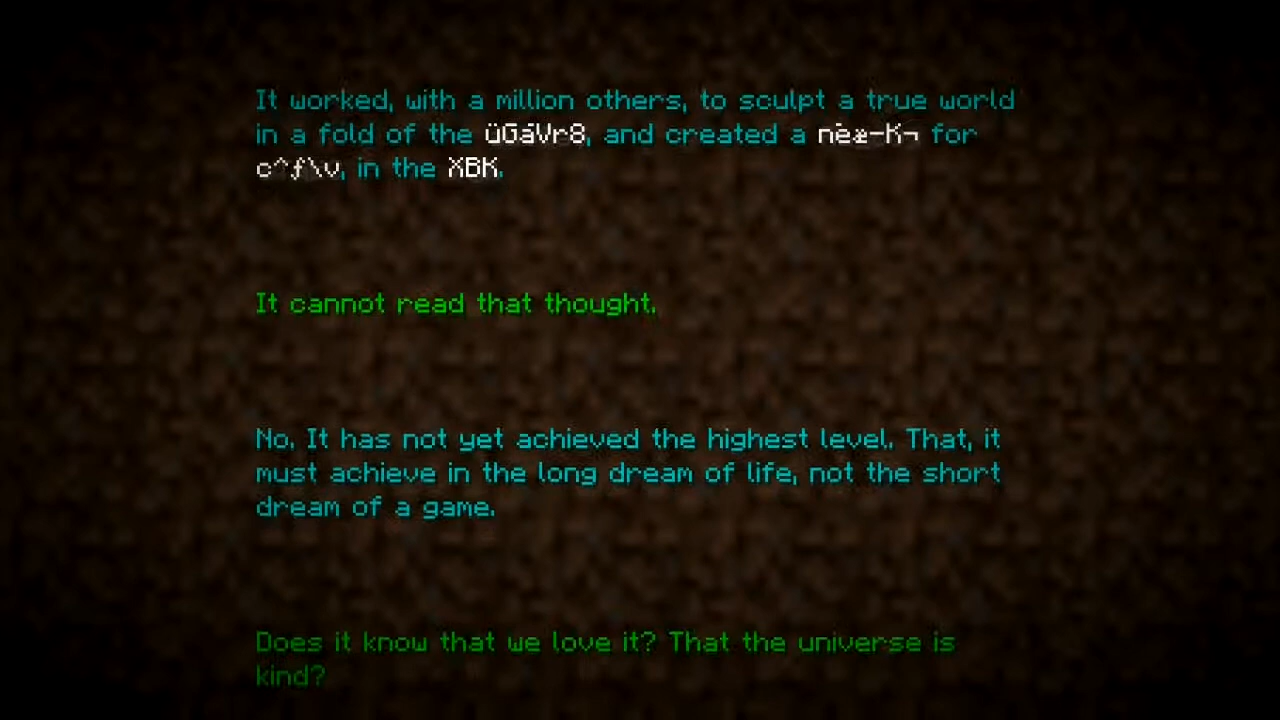 It worked, with a million others, to sculpt a true world
in a fold of the üGáVr8, and created a nèæ-K¬ for
c^ƒ\v, in the XBK.
It cannot read that thought.
No. It has not yet achieved the highest level. That, it
must achieve in the long dream of life, not the short
dream of a game.
Does it know that we love it? That the universe is
kind?